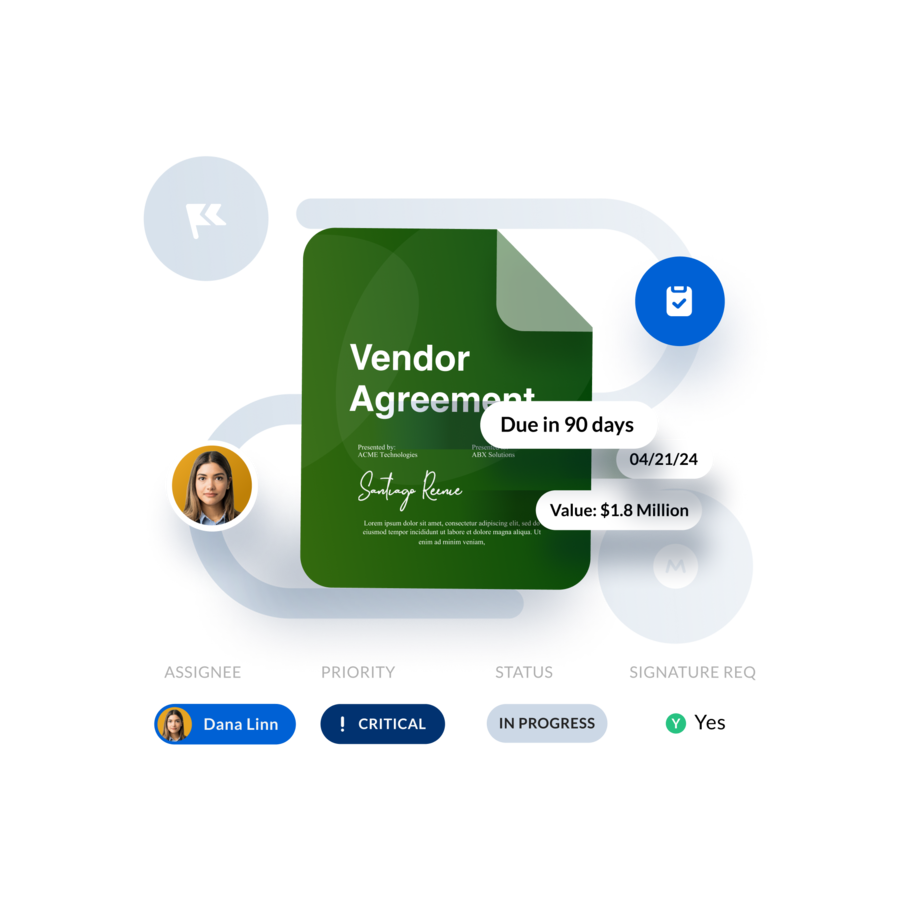 Vendor
Agreement
Due in 90 days
Presented by:
ACME Technologies
ABX Solutions
04/21/24
Santiago Reenie
Value: $1.8 Million
Lorem ipsum dolor sit amet, consectetur adipiscing elit, sed do
eiusmod tempor incididunt ut labore et dolore magna aliqua. Ut
enim ad minim veniam,
ASSIGNEE PRIORITY STATUS SIGNATURE REQ
Dana Linn ! CRITICAL IN PROGRESS Y Yes